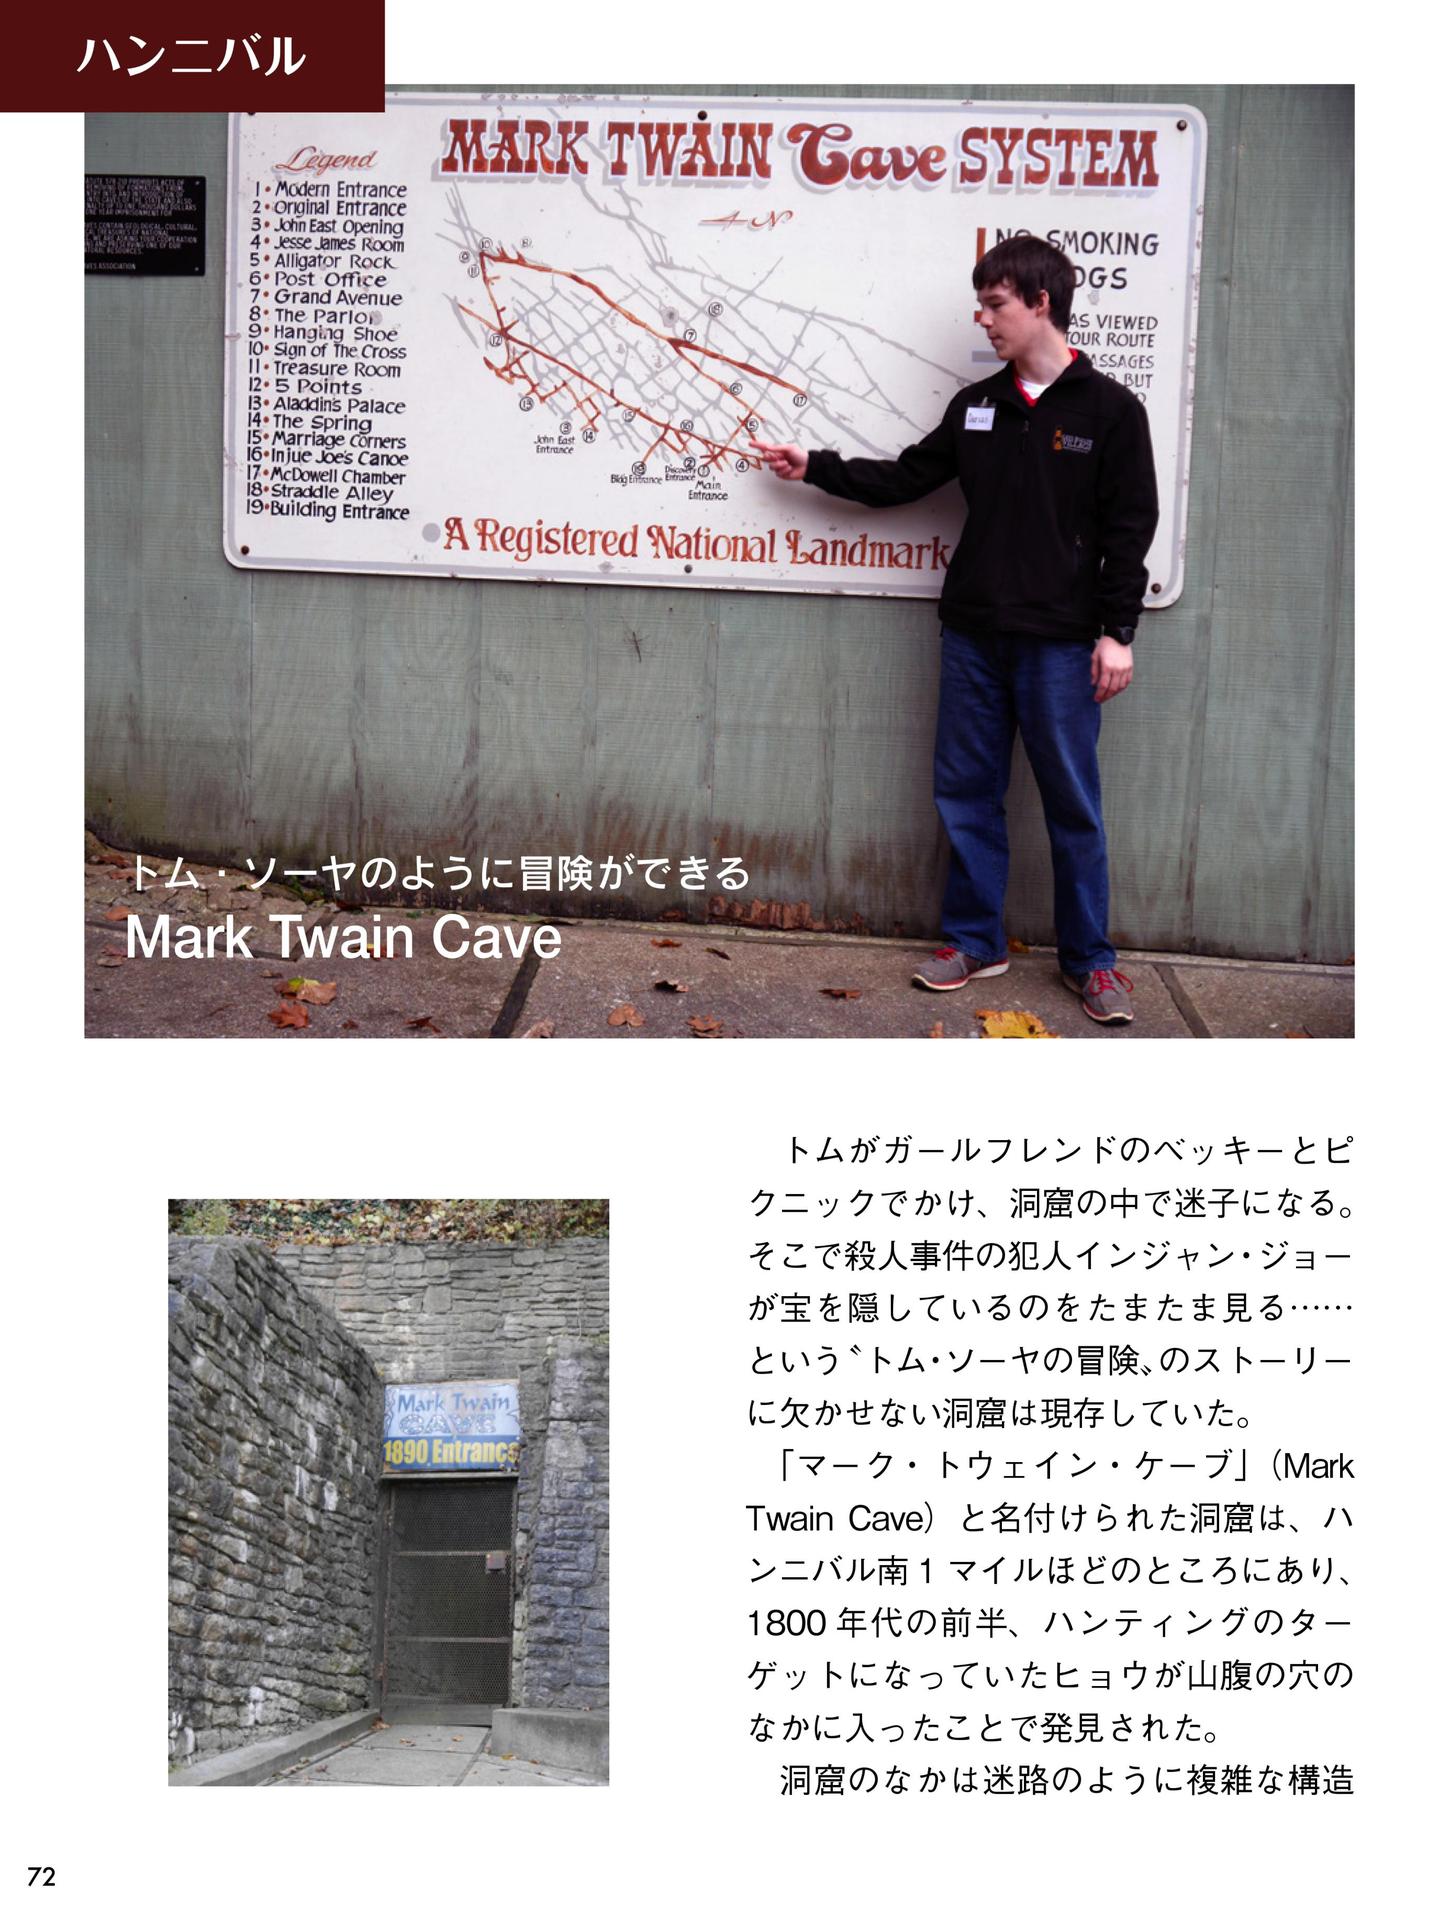 ハンニバル
MARK TWAIN Cave SYSTEM
Legend
1 • Modern Entrance
2 • Original Entrance
3 • John East Opening
4 • Jesse James Room
5 • Alligator Rock
6 • Post Office
7 • Grand Avenue
8 • The Parlor
9 • Hanging Shoe
10 • Sign of The Cross
11 • Treasure Room
12 • 5 Points
13 • Aladdin's Palace
14 • The Spring
15 • Marriage Corners
16 • Injue Joe's Canoe
17 • McDowell Chamber
18 • Straddle Alley
19 • Building Entrance
N
SMOKING
OGS
AS VIEWED
TOUR ROUTE
ASSAGES
BUT
John East
Entrance
Bldg Entrance
Discovery
Entrance
Main
Entrance
A Registered National Landmark
トム・ソーヤのように冒険ができる
Mark Twain Cave
Mark Twain
CAVE
1890 Entrance
トムがガールフレンドのベッキーとピ
クニックでかけ、洞窟の中で迷子になる。
そこで殺人事件の犯人インジャン・ジョー
が宝を隠しているのをたまたま見る……
という〝トム・ソーヤの冒険〟のストーリー
に欠かせない洞窟は現存していた。
「マーク・トウェイン・ケーブ」（Mark
Twain Cave）と名付けられた洞窟は、ハ
ンニバル南1マイルほどのところにあり、
1800年代の前半、ハンティングのター
ゲットになっていたヒョウが山腹の穴の
なかに入ったことで発見された。
洞窟のなかは迷路のように複雑な構造
72